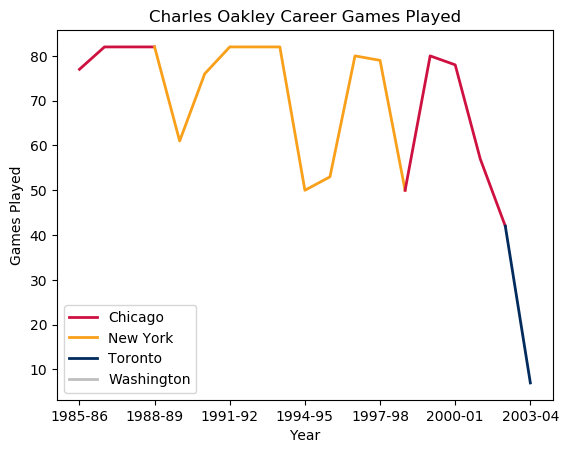 Charles Oakley Career Games Played
Games Played
80
70
60
50
40
30
20
10
Chicago
New York
Toronto
Washington
1985-86 1988-89 1991-92 1994-95 1997-98 2000-01 2003-04
Year